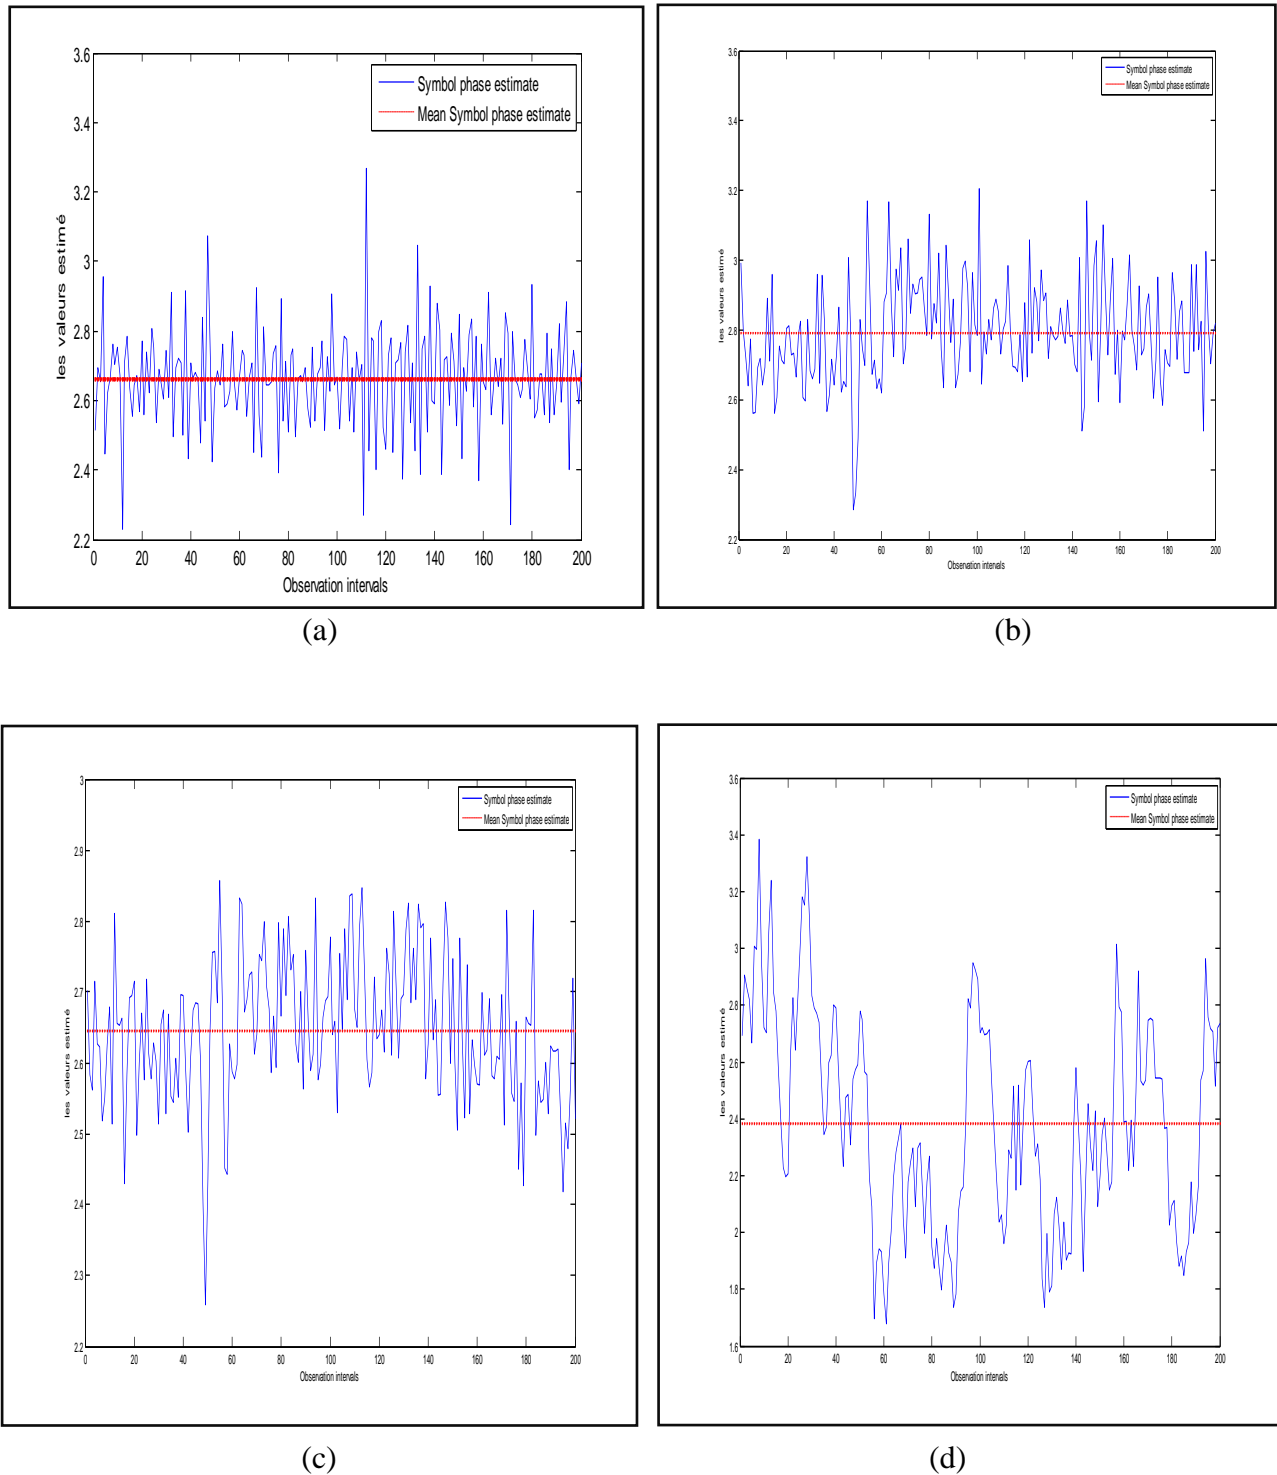 3.6
3.4
3.2
3
2.8
2.6
2.4
2.2
0 20 40 60 80 100 120 140 160 180 200
les valeurs estimé
Observation intervals
Symbol phase estimate
Mean Symbol phase estimate
(a)
3.6
3.4
3.2
3
2.8
2.6
2.4
2.2
0 20 40 60 80 100 120 140 160 180 200
les valeurs estimé
Observation intervals
Symbol phase estimate
Mean Symbol phase estimate
(b)
3
2.9
2.8
2.7
2.6
2.5
2.4
2.3
2.2
0 20 40 60 80 100 120 140 160 180 200
les valeurs estimé
Observation intervals
Symbol phase estimate
Mean Symbol phase estimate
(c)
3.6
3.4
3.2
3
2.8
2.6
2.4
2.2
2
1.8
1.6
0 20 40 60 80 100 120 140 160 180 200
les valeurs estimé
Observation intervals
Symbol phase estimate
Mean Symbol phase estimate
(d)